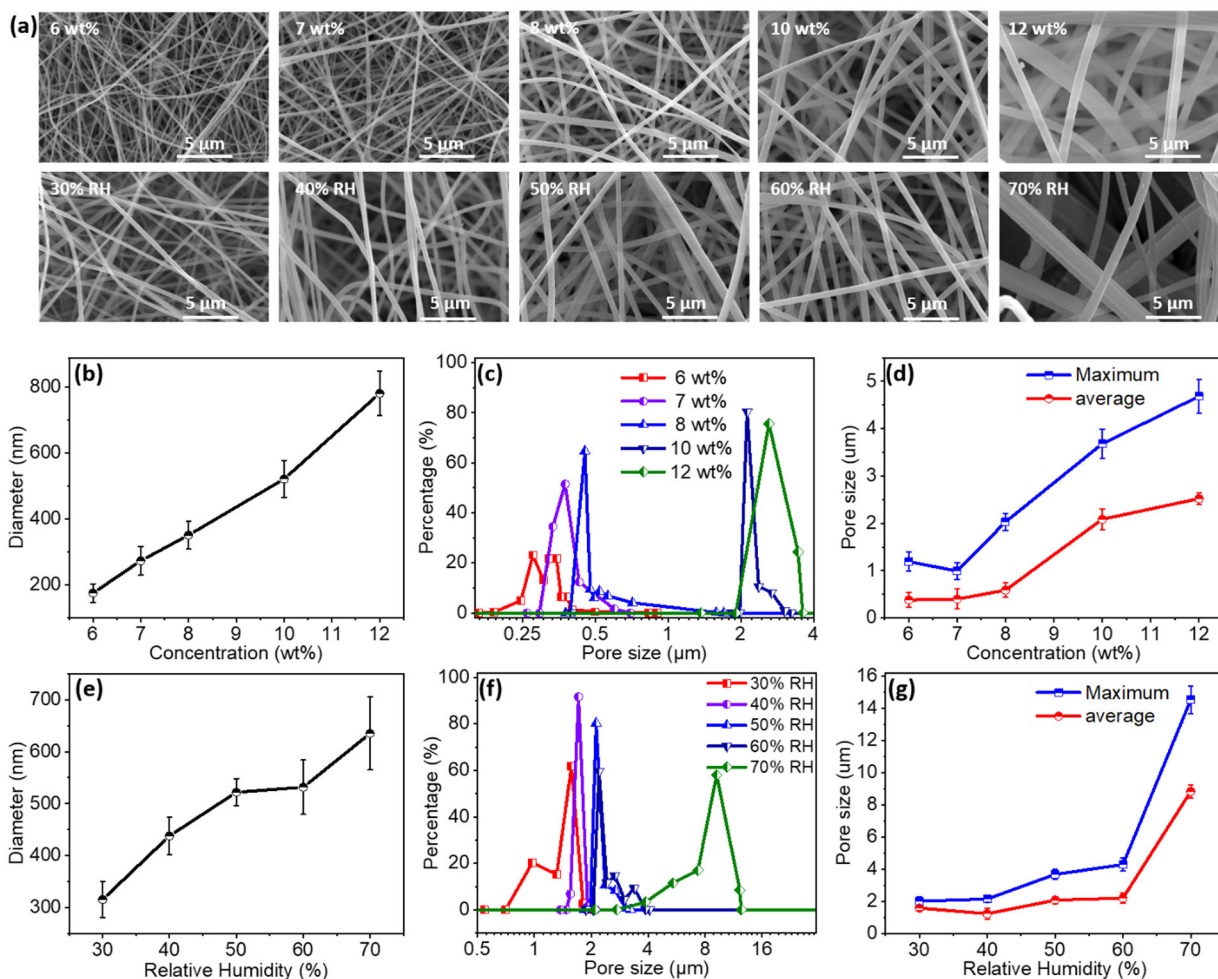 (a)
6 wt%
7 wt%
8 wt%
10 wt%
12 wt%
5 µm
5 µm
5 µm
5 µm
5 µm
30% RH
40% RH
50% RH
60% RH
70% RH
5 µm
5 µm
5 µm
5 µm
5 µm
(b)
Diameter (nm)
800
600
400
200
6 7 8 9 10 11 12
Concentration (wt%)
(c)
Percentage (%)
100
80
60
40
20
0
6 wt%
7 wt%
8 wt%
10 wt%
12 wt%
0.25 0.5 1 2 4
Pore size (µm)
(d)
Pore size (um)
5
4
3
2
1
0
Maximum
average
6 7 8 9 10 11 12
Concentration (wt%)
(e)
Diameter (nm)
700
600
500
400
300
30 40 50 60 70
Relative Humidity (%)
(f)
Percentage (%)
100
80
60
40
20
0
30% RH
40% RH
50% RH
60% RH
70% RH
0.5 1 2 4 8 16
Pore size (µm)
(g)
Pore size (um)
16
14
12
10
8
6
4
2
0
Maximum
average
30 40 50 60 70
Relative Humidity (%)